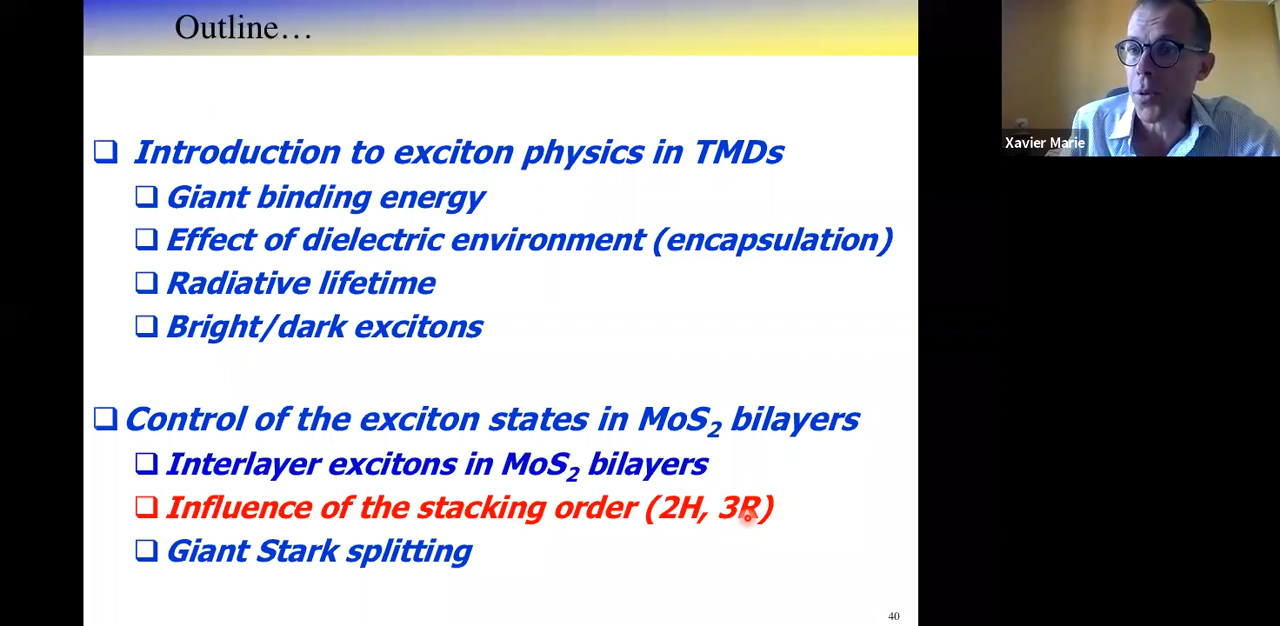 Outline…
Xavier Marie
Introduction to exciton physics in TMDs
Giant binding energy
Effect of dielectric environment (encapsulation)
Radiative lifetime
Bright/dark excitons
Control of the exciton states in MoS2 bilayers
Interlayer excitons in MoS2 bilayers
Influence of the stacking order (2H, 3R)
Giant Stark splitting
40